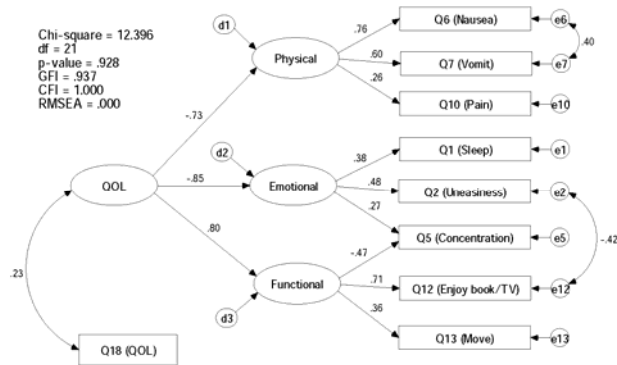 Chi-square = 12.396
df = 21
p-value = .928
GFI = .937
CFI = 1.000
RMSEA = .000
d1
Physical
.76
.60
.26
Q6 (Nausea)
e6
.40
Q7 (Vomit)
e7
Q10 (Pain)
e10
-.73
d2
QOL
-.85
Emotional
.38
.48
.27
Q1 (Sleep)
e1
Q2 (Uneasiness)
e2
Q5 (Concentration)
e5
-.42
.80
-.47
.71
.36
Functional
d3
Q12 (Enjoy book/TV)
e12
Q13 (Move)
e13
.23
Q18 (QOL)